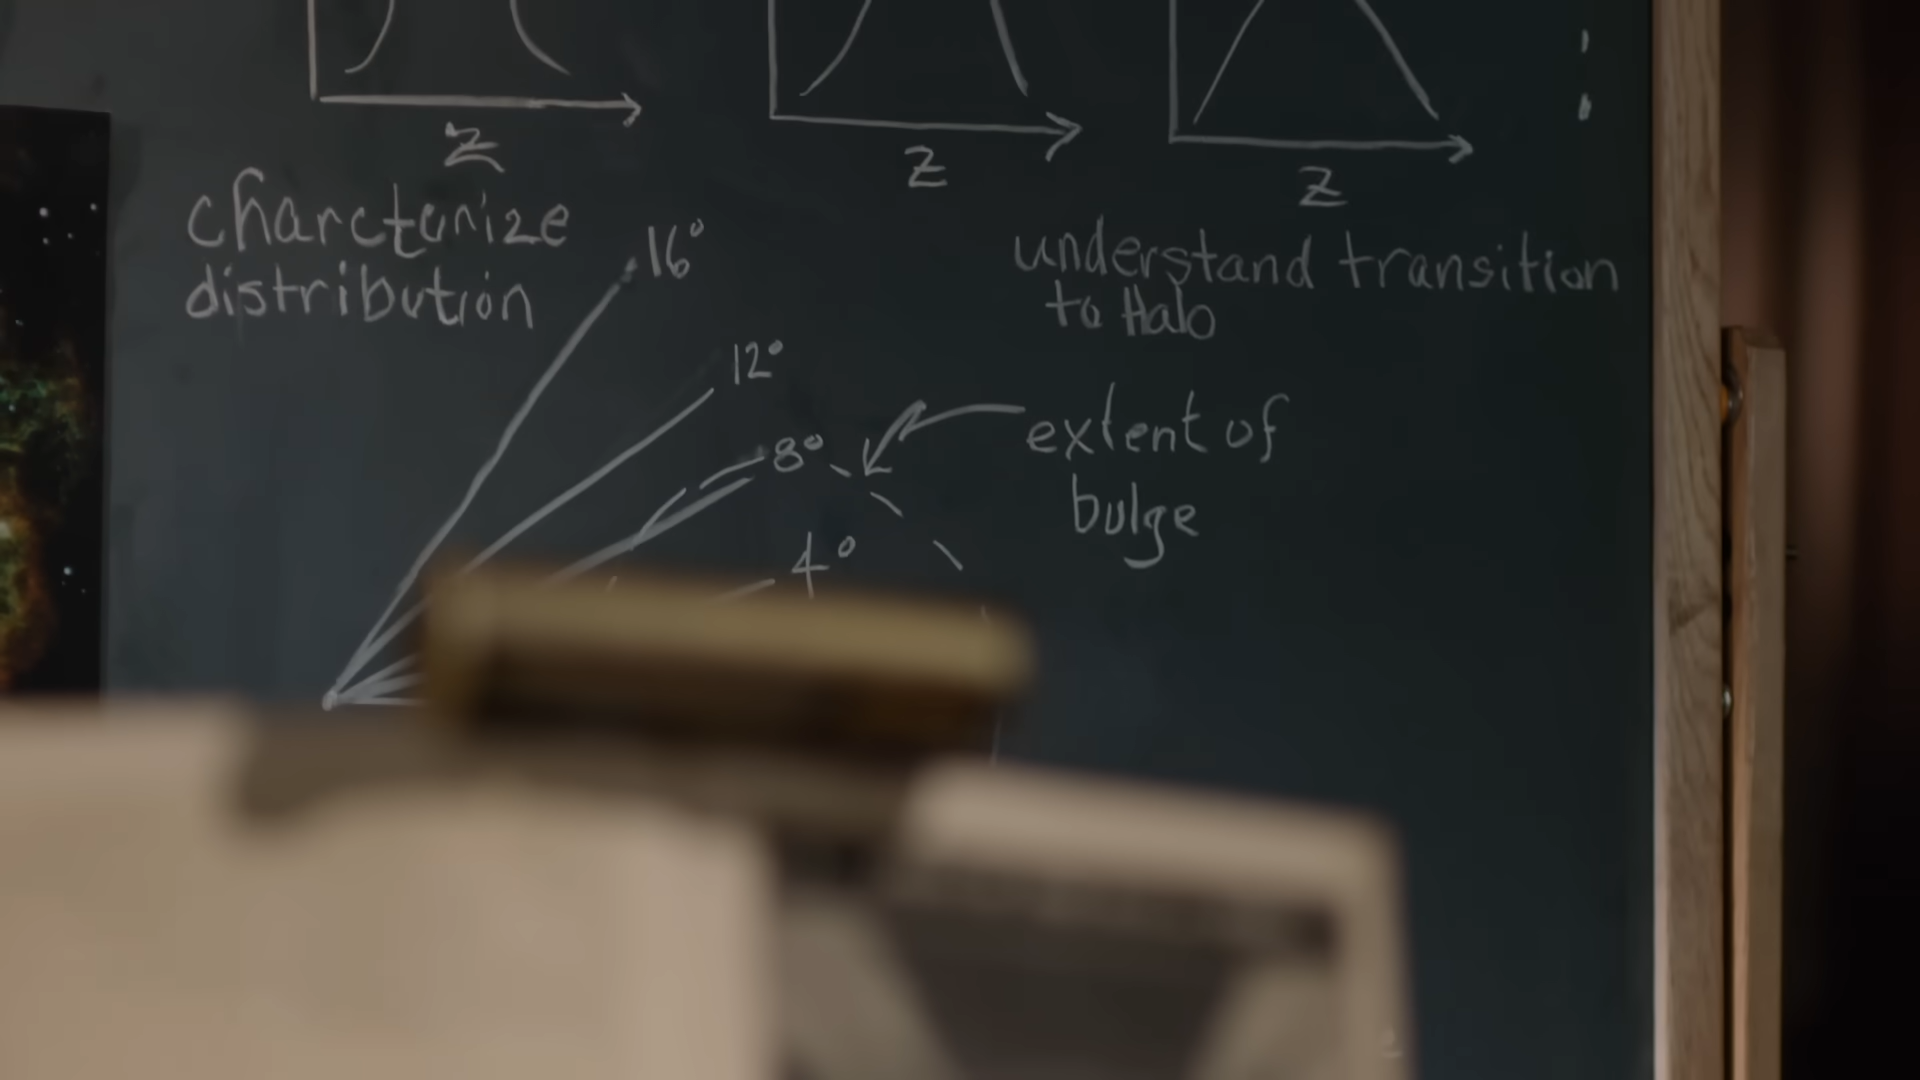 z
z
z
charcterize
distribution
16°
understand transition
to Halo
12°
8°
extent of
bulge
4°